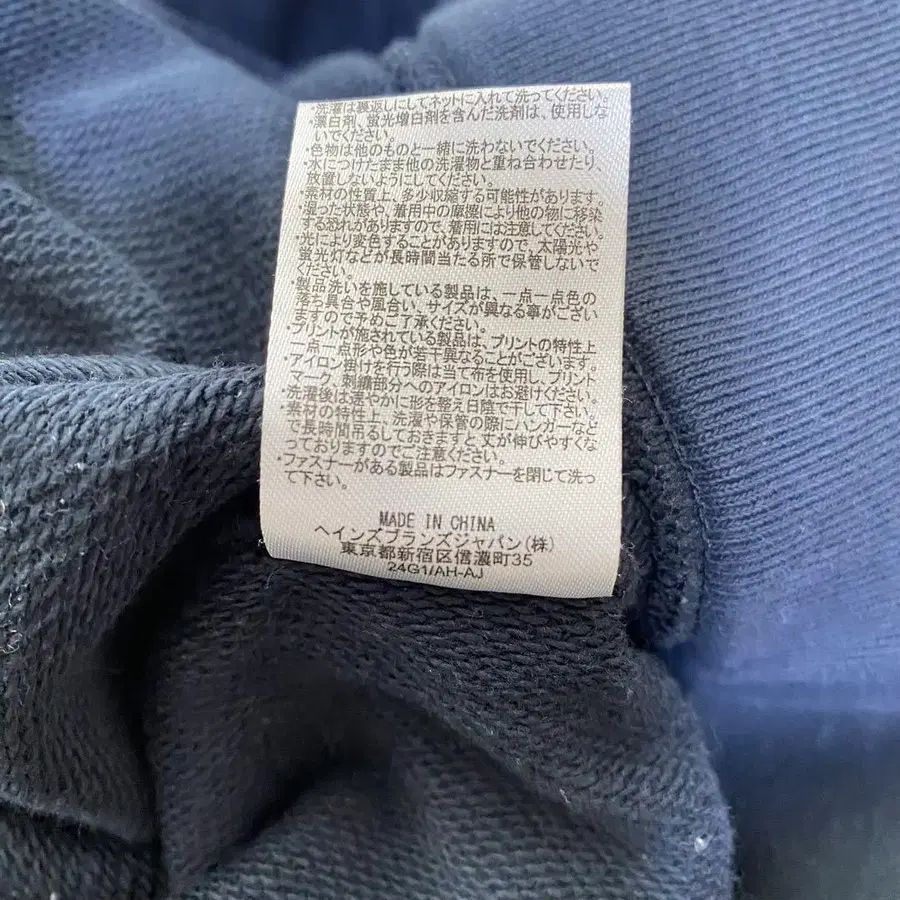 ・洗濯は裏返しにしてネットに入れて洗ってください。
・漂白剤、蛍光増白剤を含んだ洗剤は、使用しな
いでください。
・色物は他のものと一緒に洗わないでください。
・水につけたまま他の洗濯物と重ね合わせたり、
放置しないようにしてください。
・素材の性質上、多少収縮する可能性があります。
・湿った状態や、着用中の摩擦により他の物に移染
する恐れがありますので、着用には注意してください。
・光により変色することがありますので、太陽光や
蛍光灯などが長時間当たる所で保管しないで
ください。
・製品洗いを施している製品は、一点一点色の
落ち具合や風合い、サイズが異なる事がござい
ますので予めご了承ください。
・プリントが施されている製品は、プリントの特性上
一点一点形や色が若干異なることがございます。
・アイロン掛けを行う際は当て布を使用し、プリント
マーク、刺繍部分へのアイロンはお避けください。
・洗濯後は速やかに形を整え日陰で干して下さい。
・素材の特性上、洗濯や保管の際にハンガーなど
で長時間吊るしておきますと丈が伸びやすくな
っておりますのでご注意ください。
・ファスナーがある製品はファスナーを閉じて洗っ
て下さい。
MADE IN CHINA
ヘインズブランズジャパン(株)
東京都新宿区信濃町35
24G1/AH-AJ